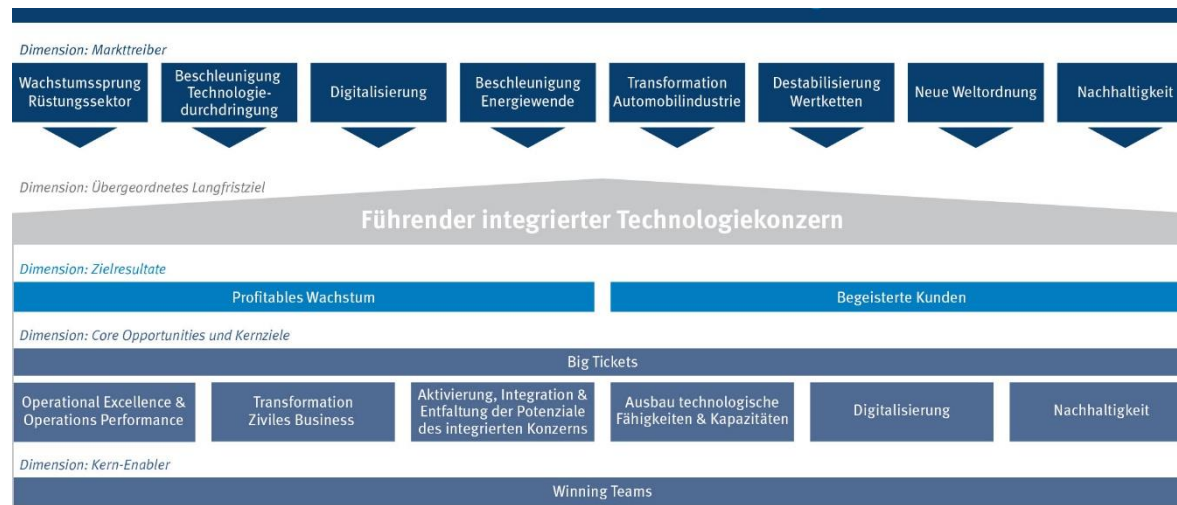 Dimension: Markttreiber
Wachstumssprung
Rüstungssektor
Beschleunigung
Technologie-
durchdringung
Digitalisierung
Beschleunigung
Energiewende
Transformation
Automobilindustrie
Destabilisierung
Wertketten
Neue Weltordnung
Nachhaltigkeit
Dimension: Übergeordnetes Langfristziel
Führender integrierter Technologiekonzern
Dimension: Zielresultate
Profitables Wachstum
Begeisterte Kunden
Dimension: Core Opportunities und Kernziele
Big Tickets
Operational Excellence &
Operations Performance
Transformation
Ziviles Business
Aktivierung, Integration &
Entfaltung der Potenziale
des integrierten Konzerns
Ausbau technologische
Fähigkeiten & Kapazitäten
Digitalisierung
Nachhaltigkeit
Dimension: Kern-Enabler
Winning Teams